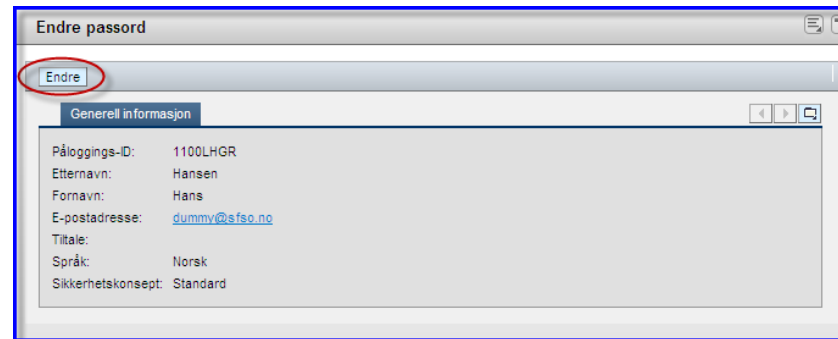 Endre passord
Endre
Generell informasjon
Påloggings-ID: 1100LHGR
Etternavn: Hansen
Fornavn: Hans
E-postadresse: dummy@sfso.no
Tiltale:
Språk: Norsk
Sikkerhetskonsept: Standard